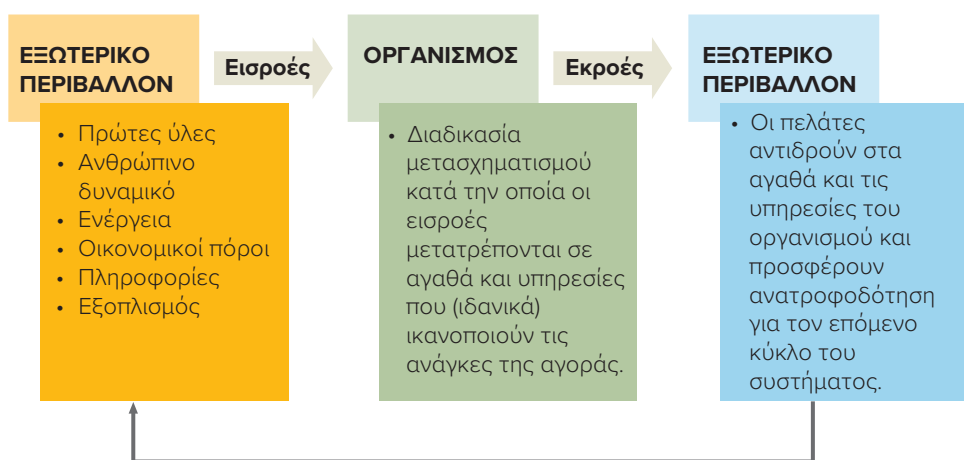 ΕΞΩΤΕΡΙΚΟ
ΠΕΡΙΒΑΛΛΟΝ
• Πρώτες ύλες
• Ανθρώπινο
δυναμικό
• Ενέργεια
• Οικονομικοί πόροι
• Πληροφορίες
• Εξοπλισμός
Εισροές
ΟΡΓΑΝΙΣΜΟΣ
• Διαδικασία
μετασχηματισμού
κατά την οποία οι
εισροές
μετατρέπονται σε
αγαθά και υπηρεσίες
που (ιδανικά)
ικανοποιούν τις
ανάγκες της αγοράς.
Εκροές
ΕΞΩΤΕΡΙΚΟ
ΠΕΡΙΒΑΛΛΟΝ
• Οι πελάτες
αντιδρούν στα
αγαθά και τις
υπηρεσίες του
οργανισμού και
προσφέρουν
ανατροφοδότηση
για τον επόμενο
κύκλο του
συστήματος.